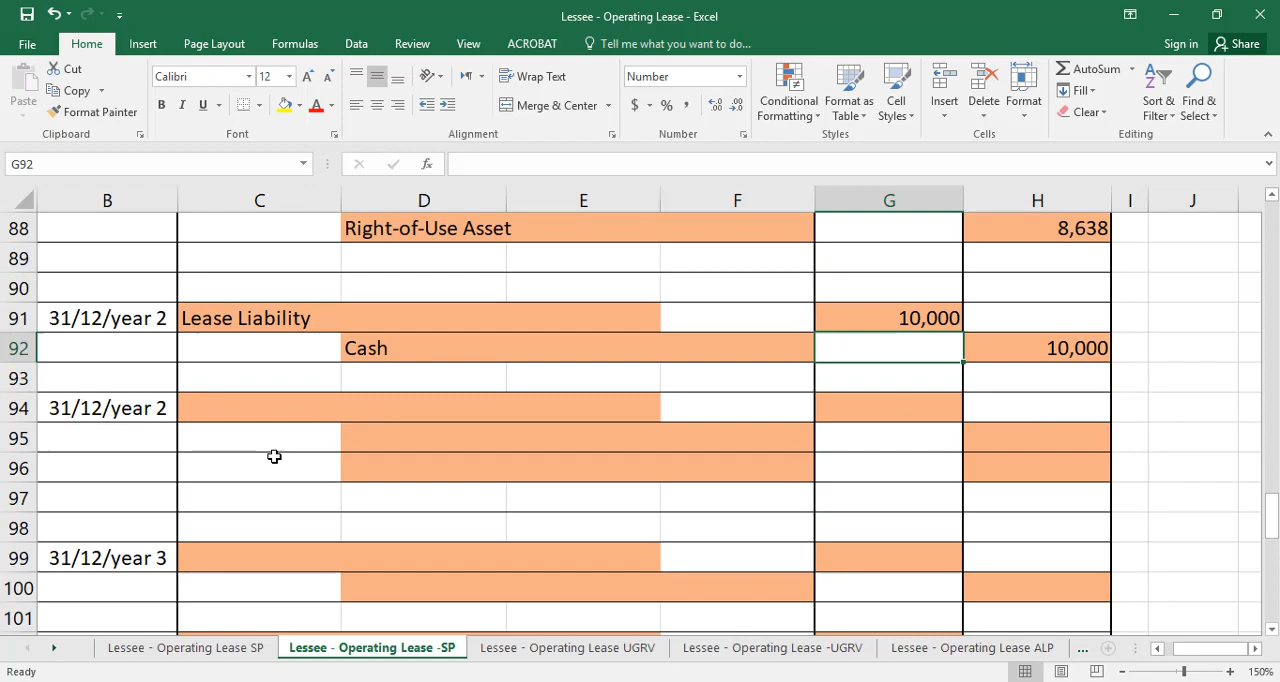 Lessee - Operating Lease - Excel
File Home Insert Page Layout Formulas Data Review View ACROBAT Tell me what you want to do... Sign in Share
Paste
Cut
Copy
Format Painter
Clipboard
Calibri 12
B I U
Font
Wrap Text
Merge & Center
Alignment
Number
$ % ,
Number
Conditional Formatting
Format as Table
Cell Styles
Styles
Insert Delete Format
Cells
AutoSum
Fill
Clear
Sort & Filter
Find & Select
Editing
G92 fx
B C D E F G H I J
88 Right-of-Use Asset 8,638
89
90
91 31/12/year 2 Lease Liability 10,000
92 Cash 10,000
93
94 31/12/year 2
95
96
97
98
99 31/12/year 3
100
101
Lessee - Operating Lease SP Lessee - Operating Lease -SP Lessee - Operating Lease UGRV Lessee - Operating Lease -UGRV Lessee - Operating Lease ALP ...
Ready 150%